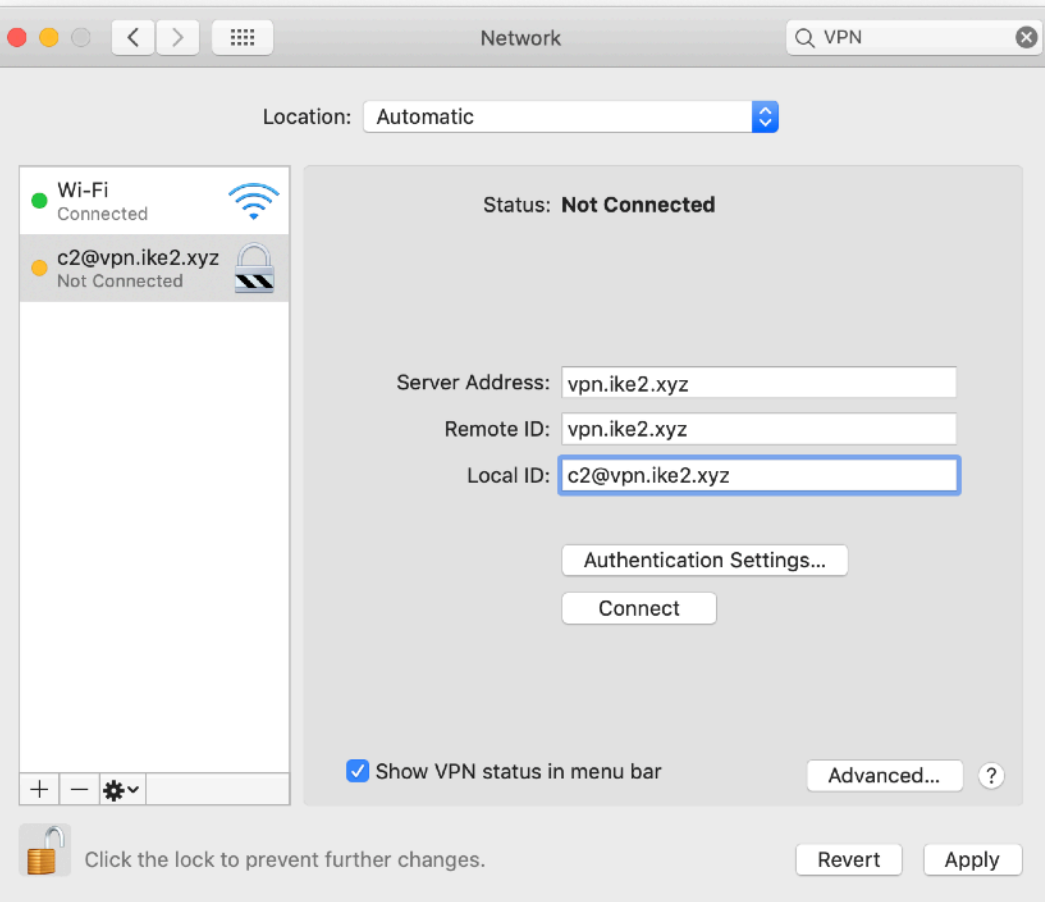 Network
VPN
Location: Automatic
Wi-Fi
Connected
c2@vpn.ike2.xyz
Not Connected
Status: Not Connected
Server Address: vpn.ike2.xyz
Remote ID: vpn.ike2.xyz
Local ID: c2@vpn.ike2.xyz
Authentication Settings...
Connect
Show VPN status in menu bar
Advanced...
?
Click the lock to prevent further changes.
Revert
Apply